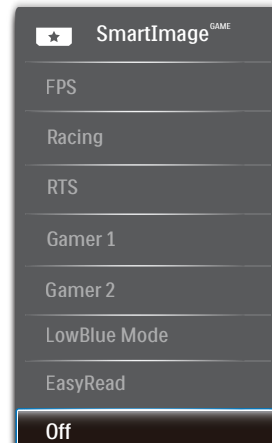 SmartImage GAME
FPS
Racing
RTS
Gamer 1
Gamer 2
LowBlue Mode
EasyRead
Off